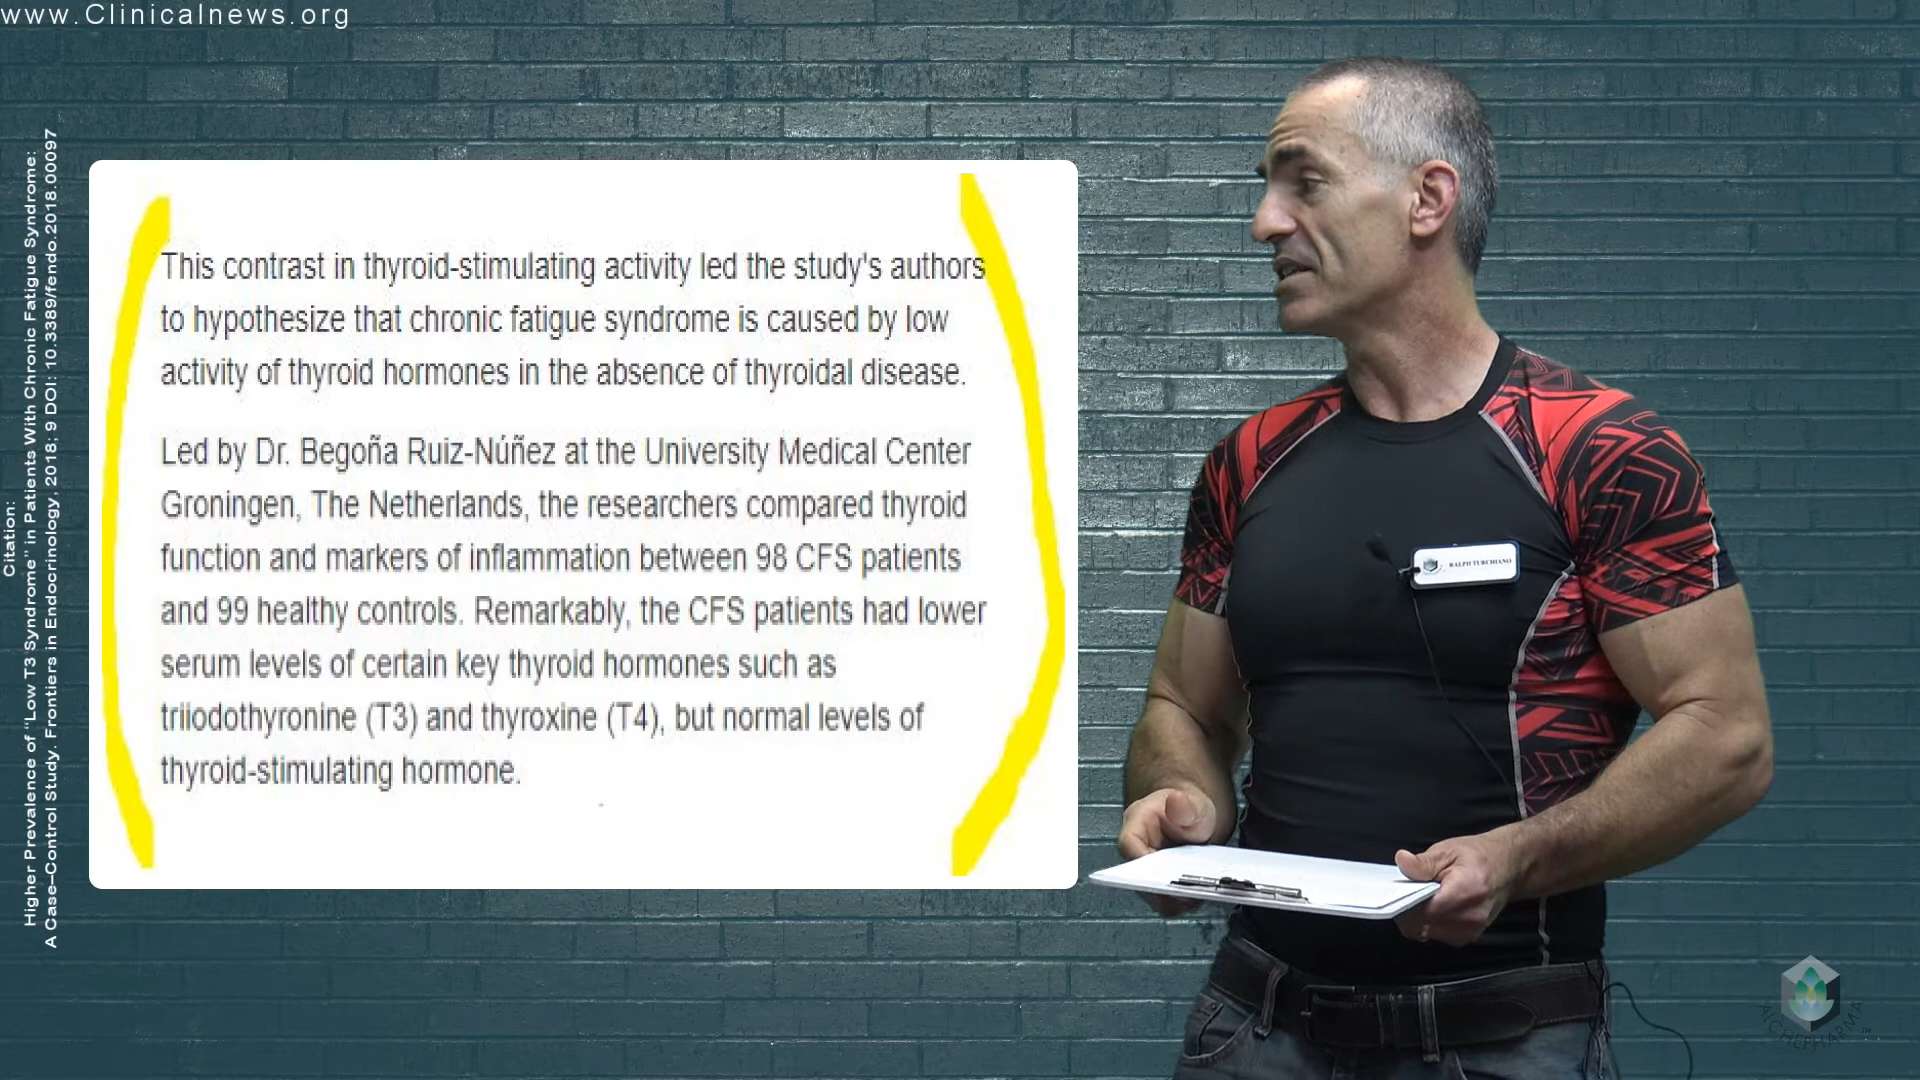 www.Clinicalnews.org
Citation:
Higher Prevalence of “Low T3 Syndrome” in Patients With Chronic Fatigue Syndrome:
A Case–Control Study. Frontiers in Endocrinology, 2018; 9 DOI: 10.3389/fendo.2018.00097
This contrast in thyroid-stimulating activity led the study's authors
to hypothesize that chronic fatigue syndrome is caused by low
activity of thyroid hormones in the absence of thyroidal disease.
Led by Dr. Begoña Ruiz-Núñez at the University Medical Center
Groningen, The Netherlands, the researchers compared thyroid
function and markers of inflammation between 98 CFS patients
and 99 healthy controls. Remarkably, the CFS patients had lower
serum levels of certain key thyroid hormones such as
triiodothyronine (T3) and thyroxine (T4), but normal levels of
thyroid-stimulating hormone.
RALPH TURCHIANO
ALCHEPHARMA